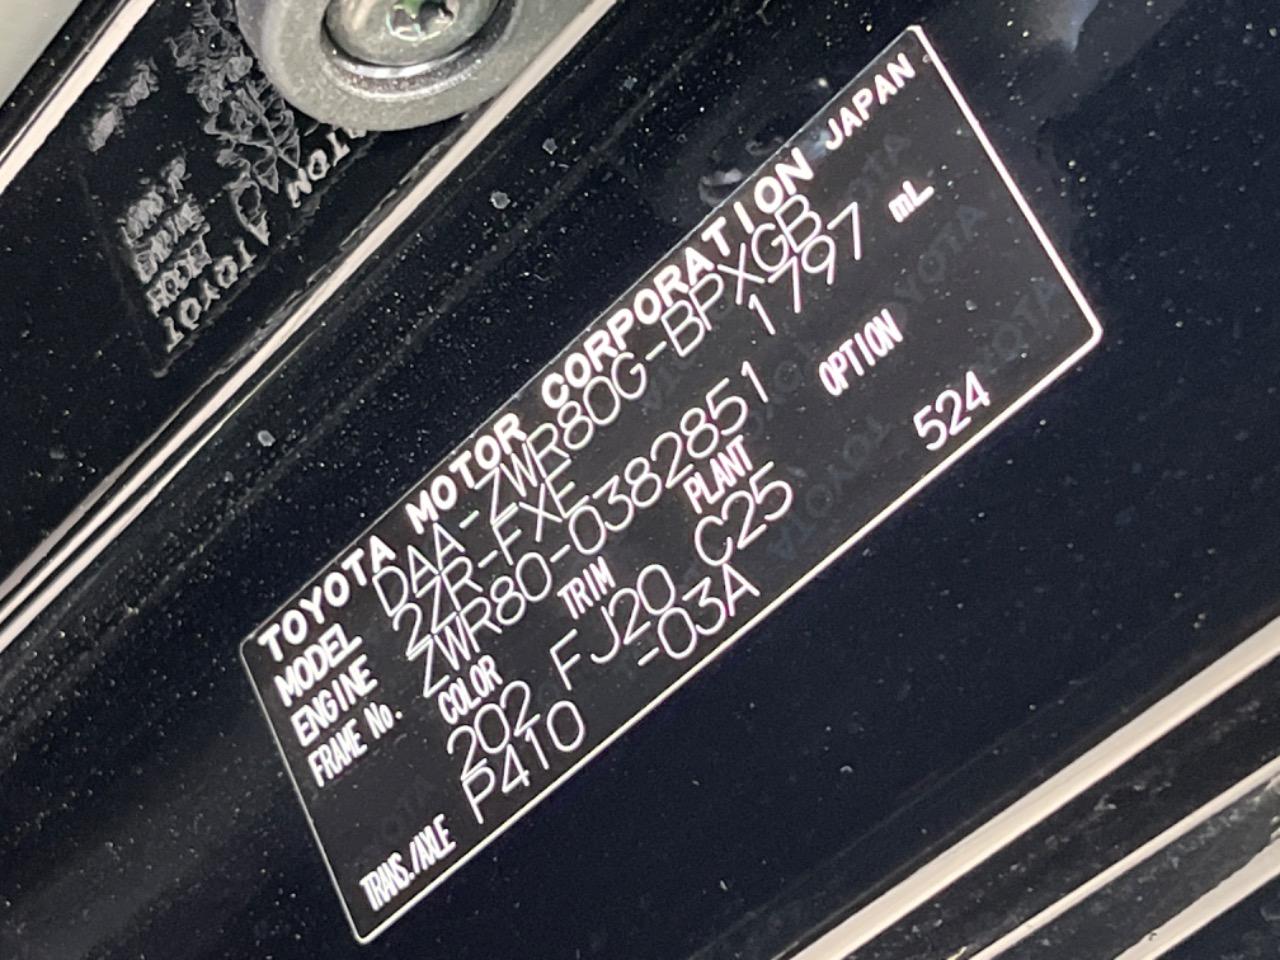 TOYOTA MOTOR CORPORATION JAPAN
MODEL DAA-ZWR80G-BPXGB
ENGINE 2ZR-FXE 1797 mL
FRAME No. ZWR80-0382851
COLOR TRIM PLANT OPTION
202 FJ20 C25 524
TRANS./AXLE P410 -03A